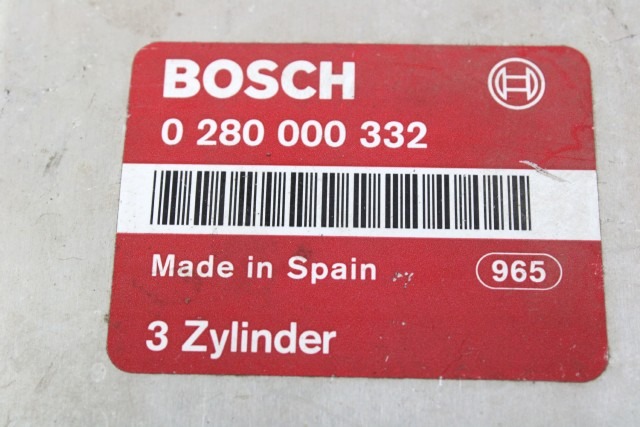 BOSCH
0 280 000 332
Made in Spain 965
3 Zylinder